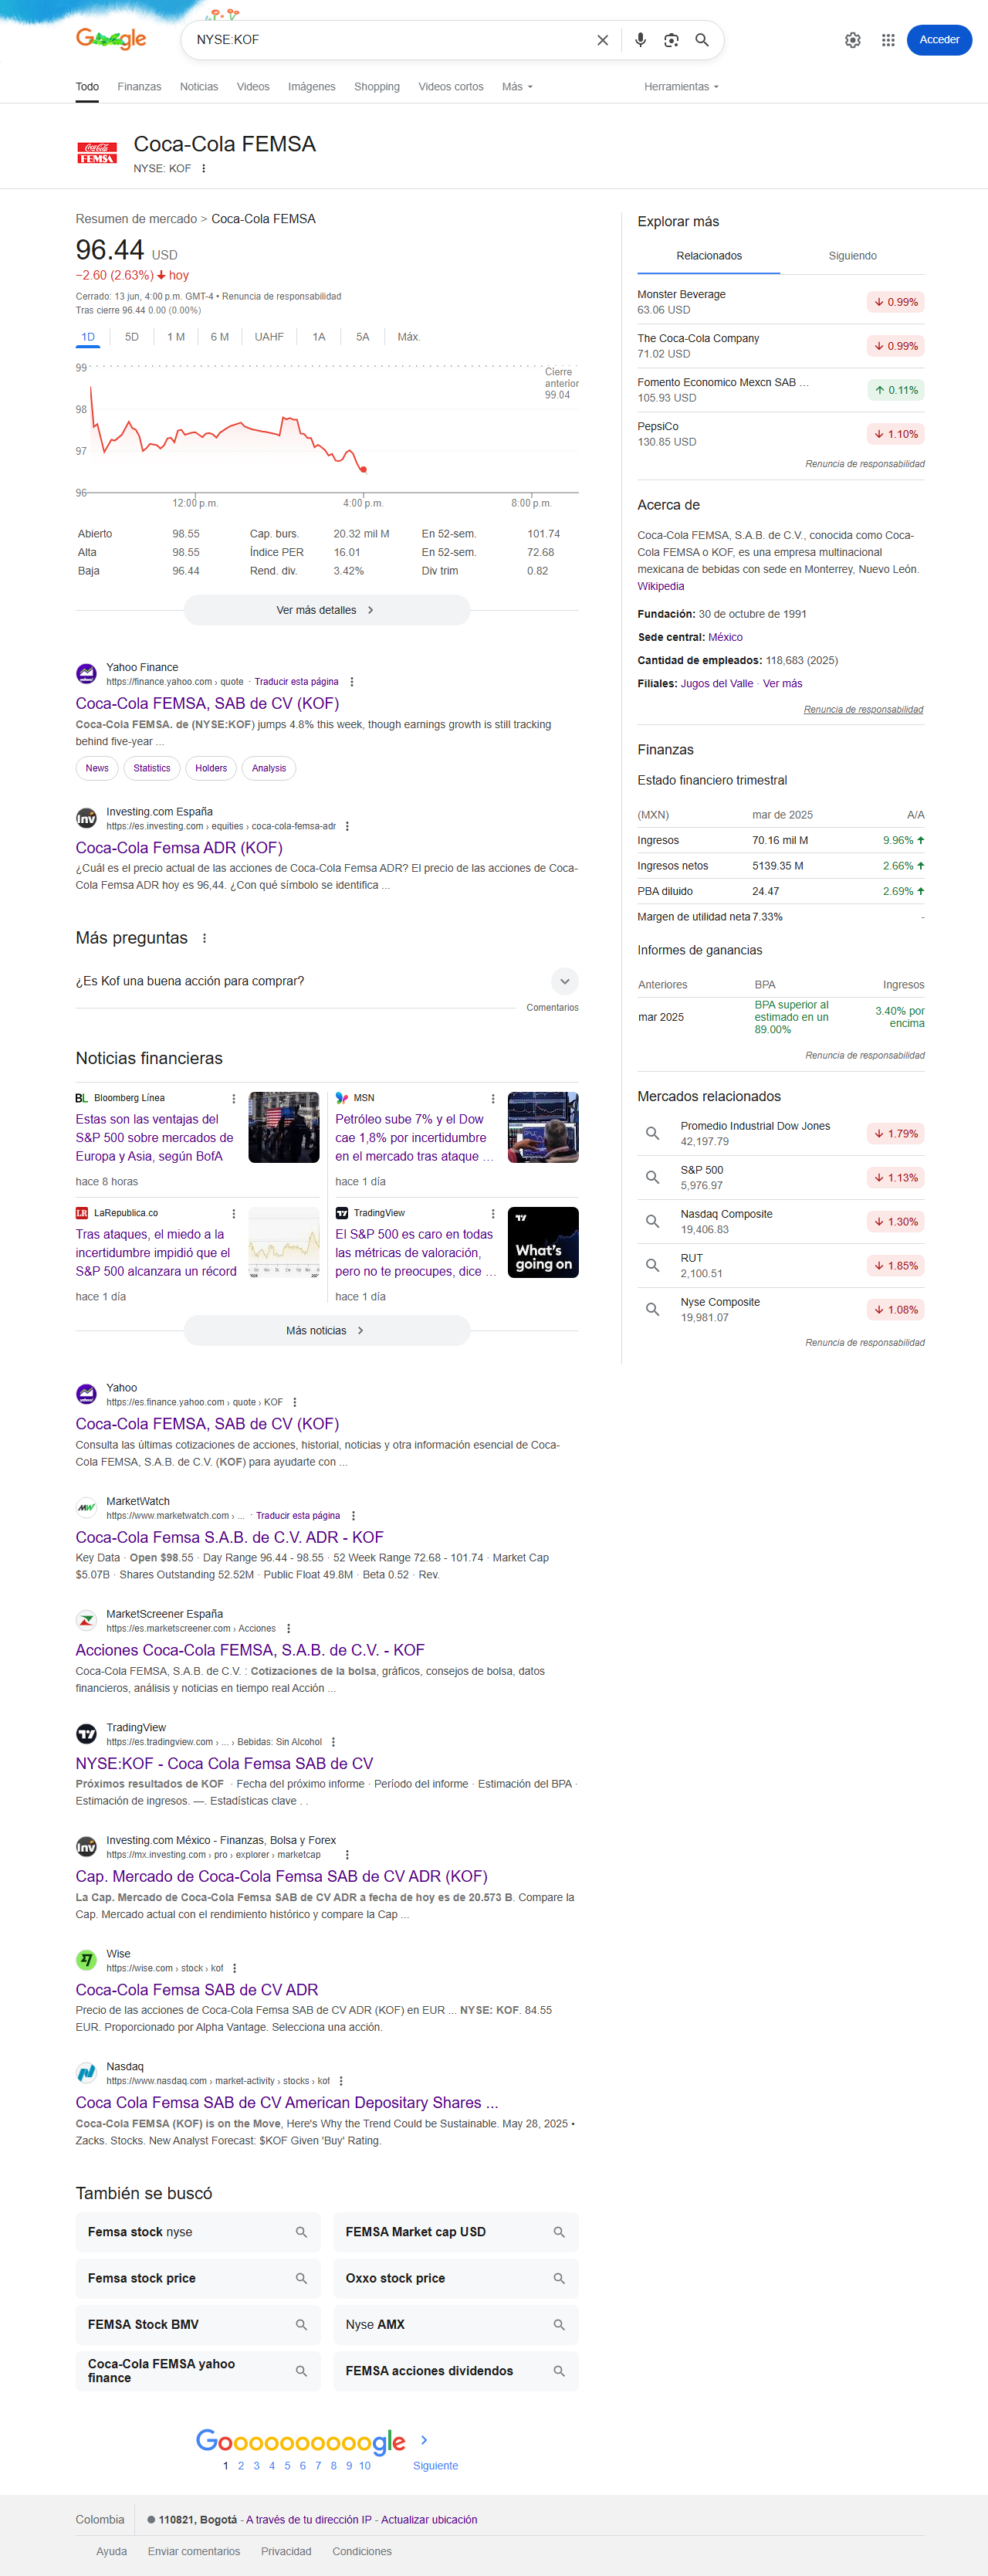 Google
NYSE:KOF
Acceder
Todo
Finanzas
Noticias
Videos
Imágenes
Shopping
Videos cortos
Más
Herramientas
Coca-Cola
FEMSA
Coca-Cola FEMSA
NYSE: KOF
Resumen de mercado > Coca-Cola FEMSA
96.44 USD
−2.60 (2.63%) hoy
Cerrado: 13 jun, 4:00 p.m. GMT-4 • Renuncia de responsabilidad
Tras cierre 96.44 0.00 (0.00%)
1D
5D
1 M
6 M
UAHF
1A
5A
Máx.
99
98
97
96
Cierre
anterior
99.04
12:00 p.m.
4:00 p.m.
8:00 p.m.
Abierto 98.55 Cap. burs. 20.32 mil M En 52-sem. 101.74
Alta 98.55 Índice PER 16.01 En 52-sem. 72.68
Baja 96.44 Rend. div. 3.42% Div trim 0.82
Ver más detalles
Yahoo Finance
https://finance.yahoo.com › quote · Traducir esta página
Coca-Cola FEMSA, SAB de CV (KOF)
Coca-Cola FEMSA. de (NYSE:KOF) jumps 4.8% this week, though earnings growth is still tracking
behind five-year ...
News
Statistics
Holders
Analysis
Inv
Investing.com España
https://es.investing.com › equities › coca-cola-femsa-adr
Coca-Cola Femsa ADR (KOF)
¿Cuál es el precio actual de las acciones de Coca-Cola Femsa ADR? El precio de las acciones de Coca-
Cola Femsa ADR hoy es 96,44. ¿Con qué símbolo se identifica ...
Más preguntas
¿Es Kof una buena acción para comprar?
Comentarios
Noticias financieras
BL Bloomberg Línea
Estas son las ventajas del
S&P 500 sobre mercados de
Europa y Asia, según BofA
hace 8 horas
MSN
Petróleo sube 7% y el Dow
cae 1,8% por incertidumbre
en el mercado tras ataque ...
hace 1 día
LR LaRepublica.co
Tras ataques, el miedo a la
incertidumbre impidió que el
S&P 500 alcanzara un récord
hace 1 día
TradingView
El S&P 500 es caro en todas
las métricas de valoración,
pero no te preocupes, dice ...
hace 1 día
What's
going on
Más noticias
Yahoo
https://es.finance.yahoo.com › quote › KOF
Coca-Cola FEMSA, SAB de CV (KOF)
Consulta las últimas cotizaciones de acciones, historial, noticias y otra información esencial de Coca-
Cola FEMSA, S.A.B. de C.V. (KOF) para ayudarte con ...
MW
MarketWatch
https://www.marketwatch.com › ... · Traducir esta página
Coca-Cola Femsa S.A.B. de C.V. ADR - KOF
Key Data · Open $98.55 · Day Range 96.44 - 98.55 · 52 Week Range 72.68 - 101.74 · Market Cap
$5.07B · Shares Outstanding 52.52M · Public Float 49.8M · Beta 0.52 · Rev.
MarketScreener España
https://es.marketscreener.com › Acciones
Acciones Coca-Cola FEMSA, S.A.B. de C.V. - KOF
Coca-Cola FEMSA, S.A.B. de C.V. : Cotizaciones de la bolsa, gráficos, consejos de bolsa, datos
financieros, análisis y noticias en tiempo real Acción ...
TradingView
https://es.tradingview.com › ... › Bebidas: Sin Alcohol
NYSE:KOF - Coca Cola Femsa SAB de CV
Próximos resultados de KOF · Fecha del próximo informe · Período del informe · Estimación del BPA ·
Estimación de ingresos. —. Estadísticas clave . .
Inv
Investing.com México - Finanzas, Bolsa y Forex
https://mx.investing.com › pro › explorer › marketcap
Cap. Mercado de Coca-Cola Femsa SAB de CV ADR (KOF)
La Cap. Mercado de Coca-Cola Femsa SAB de CV ADR a fecha de hoy es de 20.573 B. Compare la
Cap. Mercado actual con el rendimiento histórico y compare la Cap ...
Wise
https://wise.com › stock › kof
Coca-Cola Femsa SAB de CV ADR
Precio de las acciones de Coca-Cola Femsa SAB de CV ADR (KOF) en EUR ... NYSE: KOF. 84.55
EUR. Proporcionado por Alpha Vantage. Selecciona una acción.
Nasdaq
https://www.nasdaq.com › market-activity › stocks › kof
Coca Cola Femsa SAB de CV American Depositary Shares ...
Coca-Cola FEMSA (KOF) is on the Move, Here's Why the Trend Could be Sustainable. May 28, 2025 •
Zacks. Stocks. New Analyst Forecast: $KOF Given 'Buy' Rating.
También se buscó
Femsa stock nyse
FEMSA Market cap USD
Femsa stock price
Oxxo stock price
FEMSA Stock BMV
Nyse AMX
Coca-Cola FEMSA yahoo
finance
FEMSA acciones dividendos
Goooooooooogle
1 2 3 4 5 6 7 8 9 10 Siguiente
Explorar más
Relacionados
Siguiendo
Monster Beverage
63.06 USD
0.99%
The Coca-Cola Company
71.02 USD
0.99%
Fomento Economico Mexcn SAB ...
105.93 USD
0.11%
PepsiCo
130.85 USD
1.10%
Renuncia de responsabilidad
Acerca de
Coca-Cola FEMSA, S.A.B. de C.V., conocida como Coca-
Cola FEMSA o KOF, es una empresa multinacional
mexicana de bebidas con sede en Monterrey, Nuevo León.
Wikipedia
Fundación: 30 de octubre de 1991
Sede central: México
Cantidad de empleados: 118,683 (2025)
Filiales: Jugos del Valle · Ver más
Renuncia de responsabilidad
Finanzas
Estado financiero trimestral
(MXN) mar de 2025 A/A
Ingresos 70.16 mil M 9.96%
Ingresos netos 5139.35 M 2.66%
PBA diluido 24.47 2.69%
Margen de utilidad neta 7.33% -
Informes de ganancias
Anteriores BPA Ingresos
mar 2025
BPA superior al
estimado en un
89.00%
3.40% por
encima
Renuncia de responsabilidad
Mercados relacionados
Promedio Industrial Dow Jones
42,197.79
1.79%
S&P 500
5,976.97
1.13%
Nasdaq Composite
19,406.83
1.30%
RUT
2,100.51
1.85%
Nyse Composite
19,981.07
1.08%
Renuncia de responsabilidad
Colombia
110821, Bogotá - A través de tu dirección IP - Actualizar ubicación
Ayuda
Enviar comentarios
Privacidad
Condiciones